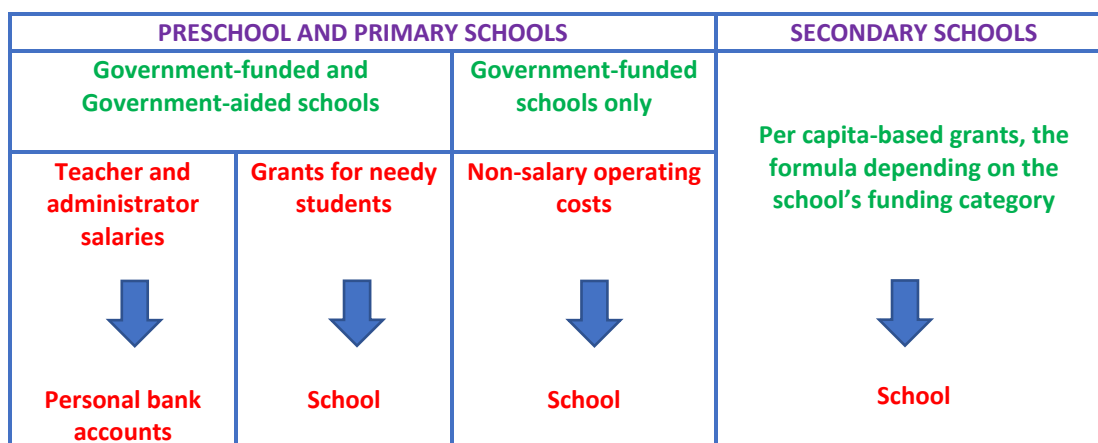 PRESCHOOL AND PRIMARY SCHOOLS
SECONDARY SCHOOLS
Government-funded and
Government-aided schools
Government-funded
schools only
Per capita-based grants, the
formula depending on the
school's funding category
Teacher and
administrator
salaries
Grants for needy
students
Non-salary operating
costs
Personal bank
accounts
School
School
School